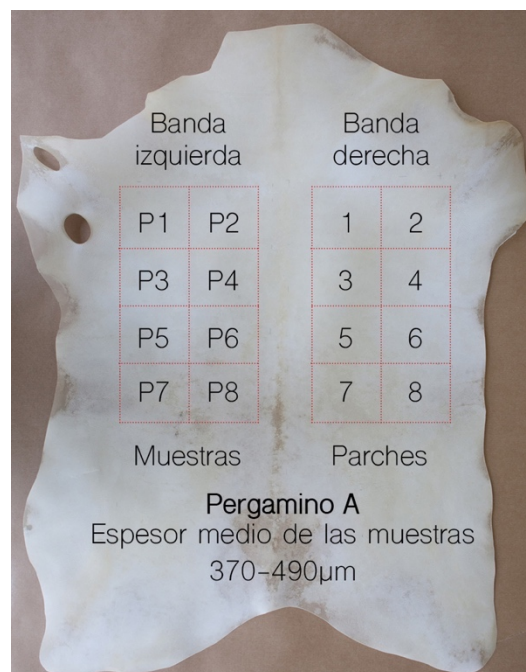 Banda
izquierda
Banda
derecha
P1 P2
P3 P4
P5 P6
P7 P8
1 2
3 4
5 6
7 8
Muestras
Parches
Pergamino A
Espesor medio de las muestras
370-490µm